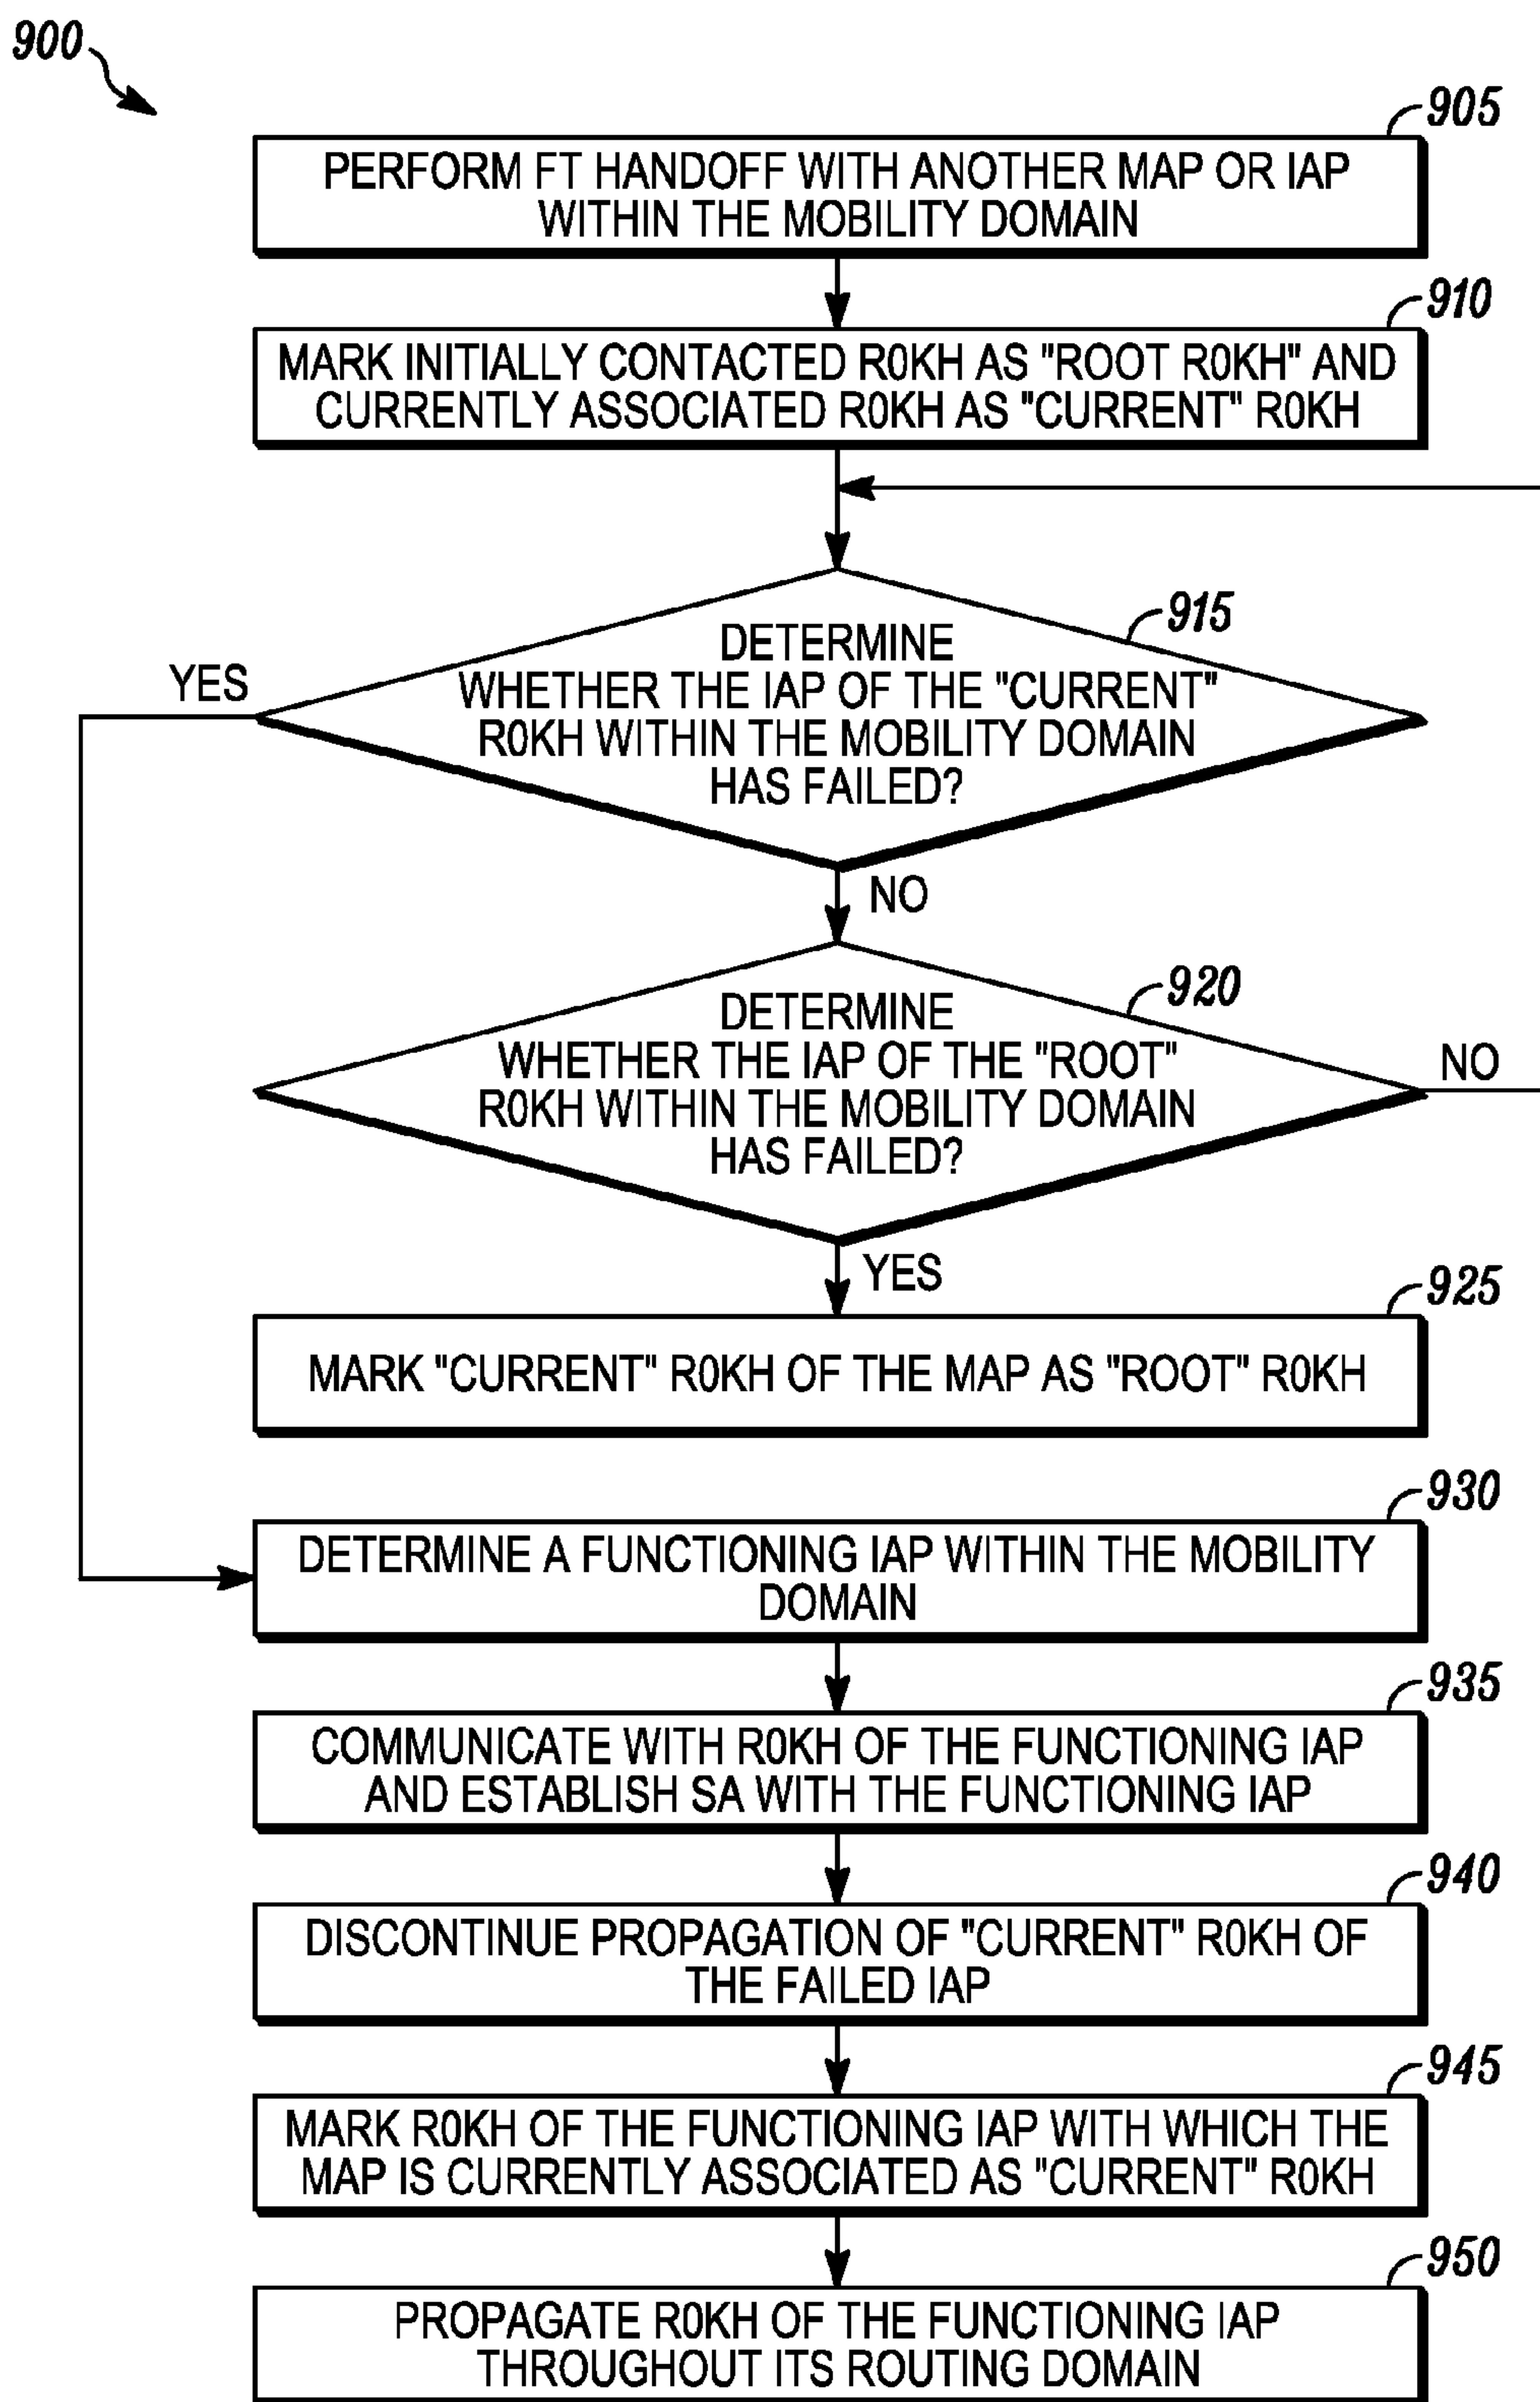 900
905
PERFORM FT HANDOFF WITH ANOTHER MAP OR IAP
WITHIN THE MOBILITY DOMAIN
910
MARK INITIALLY CONTACTED R0KH AS "ROOT R0KH" AND
CURRENTLY ASSOCIATED R0KH AS "CURRENT" R0KH
915
DETERMINE
WHETHER THE IAP OF THE "CURRENT"
R0KH WITHIN THE MOBILITY DOMAIN
HAS FAILED?
YES
NO
920
DETERMINE
WHETHER THE IAP OF THE "ROOT"
R0KH WITHIN THE MOBILITY DOMAIN
HAS FAILED?
NO
YES
925
MARK "CURRENT" R0KH OF THE MAP AS "ROOT" R0KH
930
DETERMINE A FUNCTIONING IAP WITHIN THE MOBILITY
DOMAIN
935
COMMUNICATE WITH R0KH OF THE FUNCTIONING IAP
AND ESTABLISH SA WITH THE FUNCTIONING IAP
940
DISCONTINUE PROPAGATION OF "CURRENT" R0KH OF
THE FAILED IAP
945
MARK R0KH OF THE FUNCTIONING IAP WITH WHICH THE
MAP IS CURRENTLY ASSOCIATED AS "CURRENT" R0KH
950
PROPAGATE R0KH OF THE FUNCTIONING IAP
THROUGHOUT ITS ROUTING DOMAIN